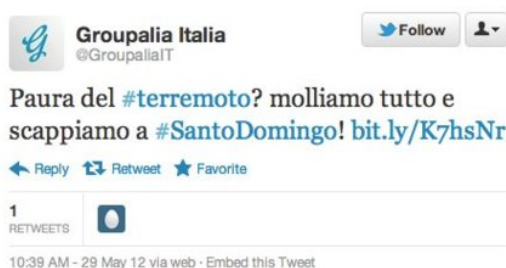 Groupalia Italia
@GroupaliaIT
Follow
Paura del #terremoto? molliamo tutto e
scappiamo a #SantoDomingo! bit.ly/K7hsNr
Reply Retweet Favorite
1
RETWEETS
10:39 AM - 29 May 12 via web · Embed this Tweet